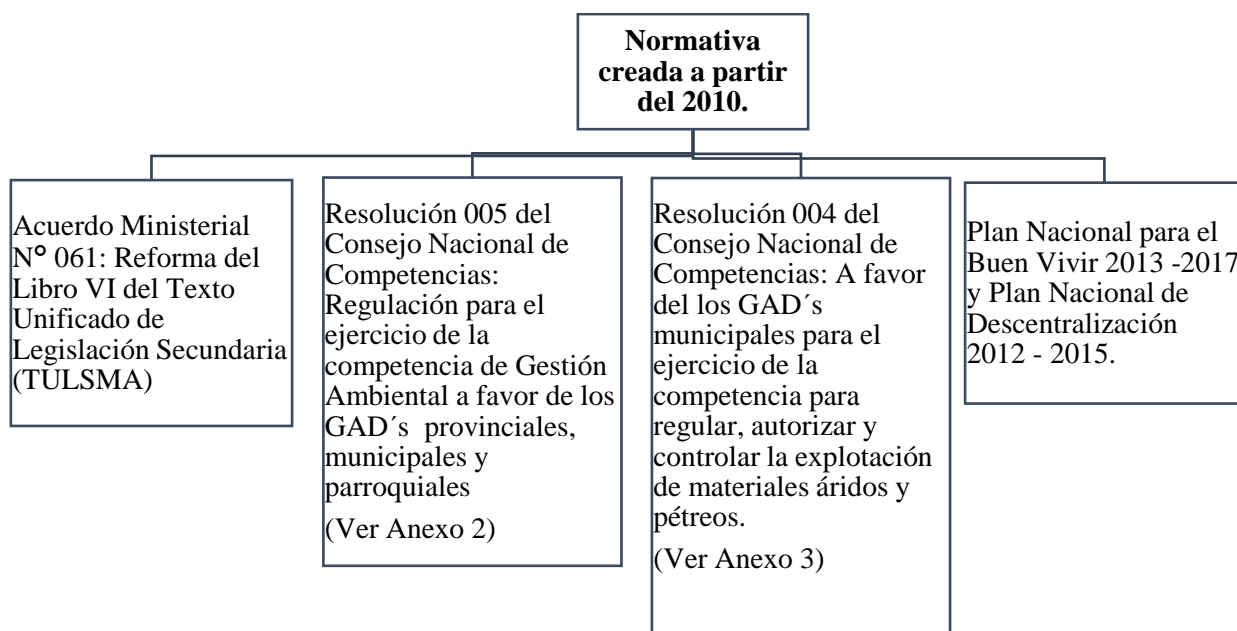 Normativa
creada a partir
del 2010.
Acuerdo Ministerial
N° 061: Reforma del
Libro VI del Texto
Unificado de
Legislación Secundaria
(TULSMA)
Resolución 005 del
Consejo Nacional de
Competencias:
Regulación para el
ejercicio de la
competencia de Gestión
Ambiental a favor de los
GAD´s provinciales,
municipales y
parroquiales
(Ver Anexo 2)
Resolución 004 del
Consejo Nacional de
Competencias: A favor
del los GAD´s
municipales para el
ejercicio de la
competencia para
regular, autorizar y
controlar la explotación
de materiales áridos y
pétreos.
(Ver Anexo 3)
Plan Nacional para el
Buen Vivir 2013 -2017
y Plan Nacional de
Descentralización
2012 - 2015.